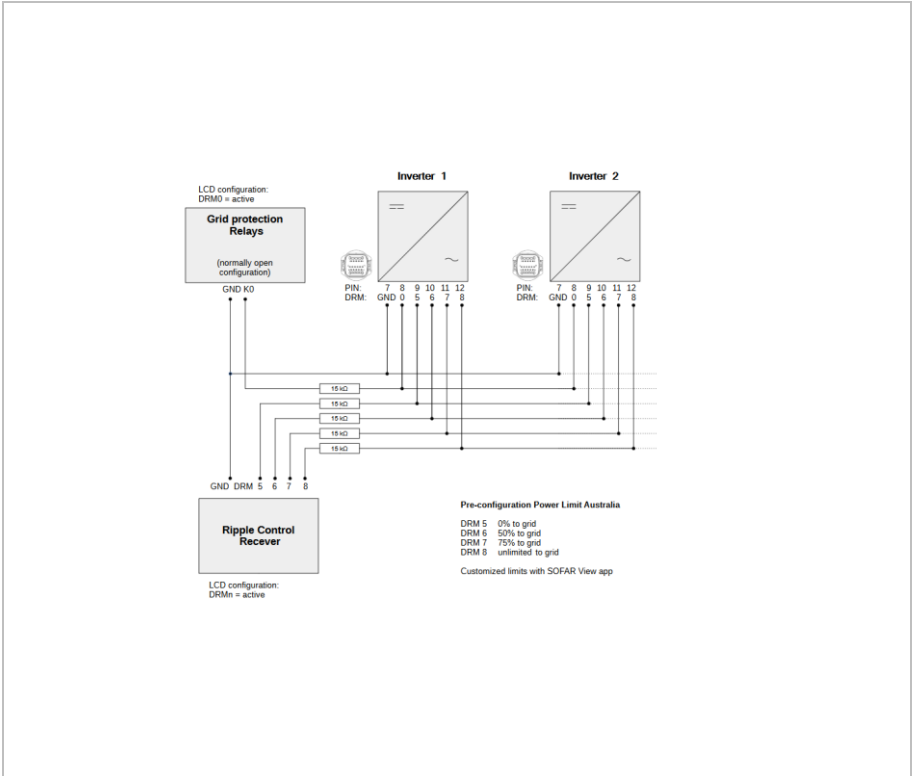 Inverter 1
Inverter 2
LCD configuration:
DRM0 = active
Grid protection
Relays
(normally open
configuration)
GND K0
PIN: 7 8 9 10 11 12
DRM: GND 0 5 6 7 8
PIN: 7 8 9 10 11 12
DRM: GND 0 5 6 7 8
15 kΩ
15 kΩ
15 kΩ
15 kΩ
15 kΩ
GND DRM 5 6 7 8
Ripple Control
Recever
LCD configuration:
DRMn = active
Pre-configuration Power Limit Australia
DRM 5 0% to grid
DRM 6 50% to grid
DRM 7 75% to grid
DRM 8 unlimited to grid
Customized limits with SOFAR View app